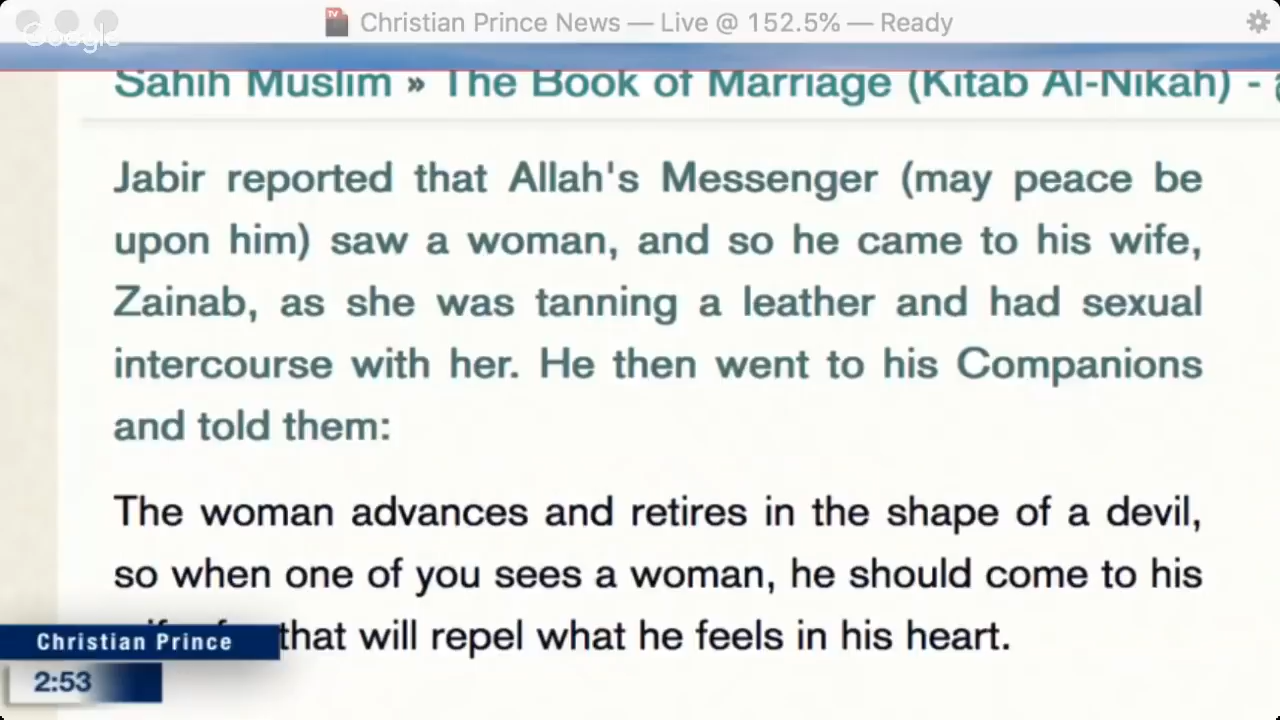 Christian Prince News — Live @ 152.5% — Ready
Google
Sahih Muslim » The Book of Marriage (Kitab Al-Nikah) -
Jabir reported that Allah's Messenger (may peace be
upon him) saw a woman, and so he came to his wife,
Zainab, as she was tanning a leather and had sexual
intercourse with her. He then went to his Companions
and told them:
The woman advances and retires in the shape of a devil,
so when one of you sees a woman, he should come to his
that will repel what he feels in his heart.
Christian Prince
2:53